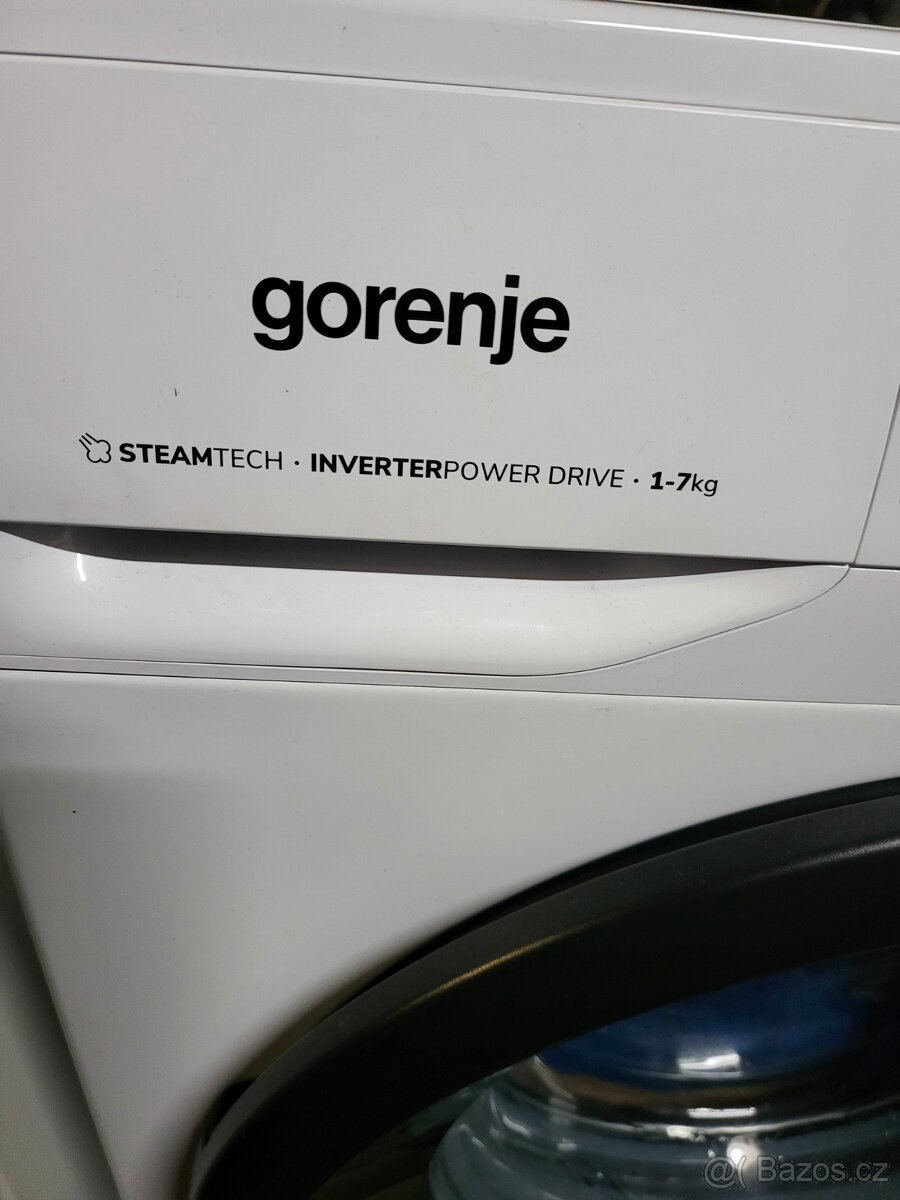 gorenje
STEAMTECH · INVERTERPOWER DRIVE · 1-7kg
@( Bazos.cz